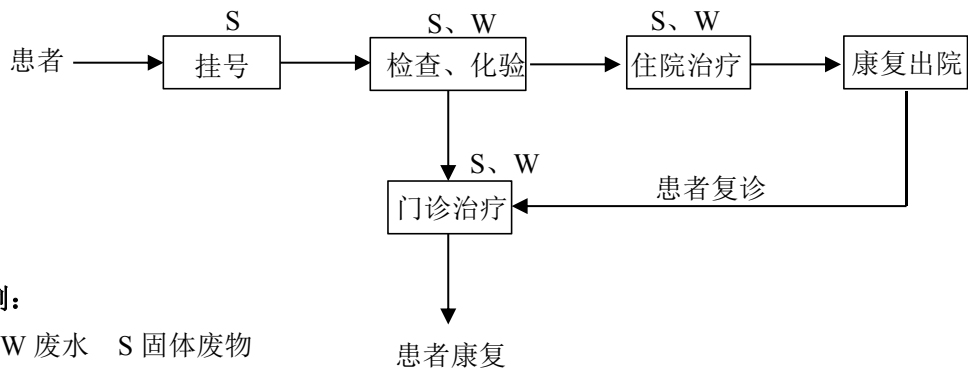 S
S、W
S、W
患者
挂号
检查、化验
住院治疗
康复出院
S、W
患者复诊
门诊治疗
：
W 废水 S 固体废物
患者康复